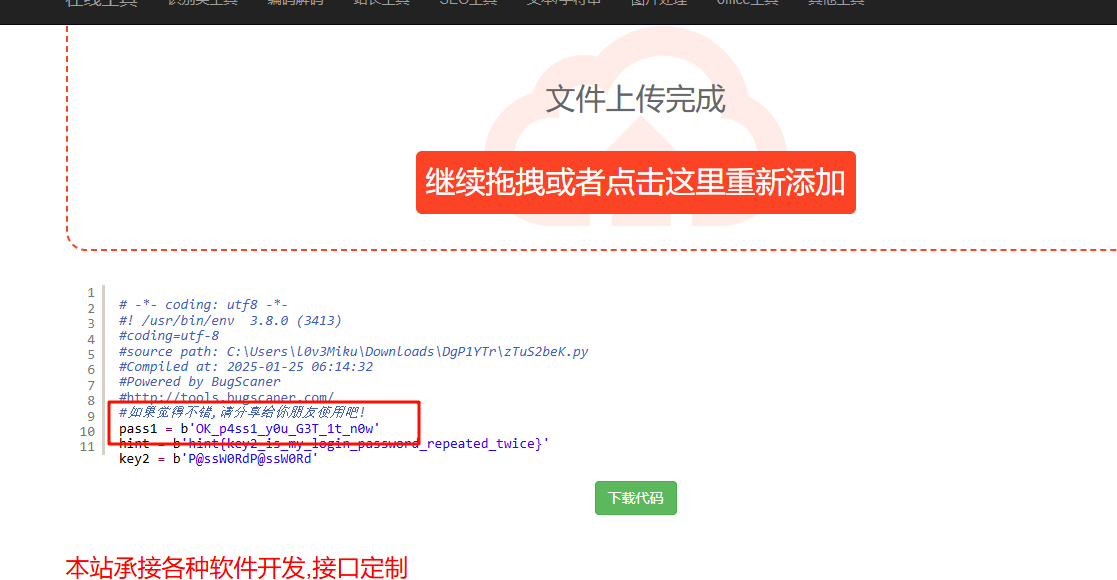 在线工具 识别类工具 编码解码 站长工具 SEO工具 文本/字符串 图片处理 office工具 其他工具
文件上传完成
继续拖拽或者点击这里重新添加
1
2 # -*- coding: utf8 -*-
3 #! /usr/bin/env  3.8.0 (3413)
4 #coding=utf-8
5 #source path: C:\Users\l0v3Miku\Downloads\DgP1YTr\zTuS2beK.py
6 #Compiled at: 2025-01-25 06:14:32
7 #Powered by BugScaner
8 #http://tools.bugscaner.com/
9 #如果觉得不错,请分享给你朋友使用吧!
10 pass1 = b'OK_p4ss1_y0u_G3T_1t_n0w'
11 hint = b'hint{key2_is_my_login_password_repeated_twice}'
key2 = b'P@ssW0RdP@ssW0Rd'
下载代码
本站承接各种软件开发,接口定制